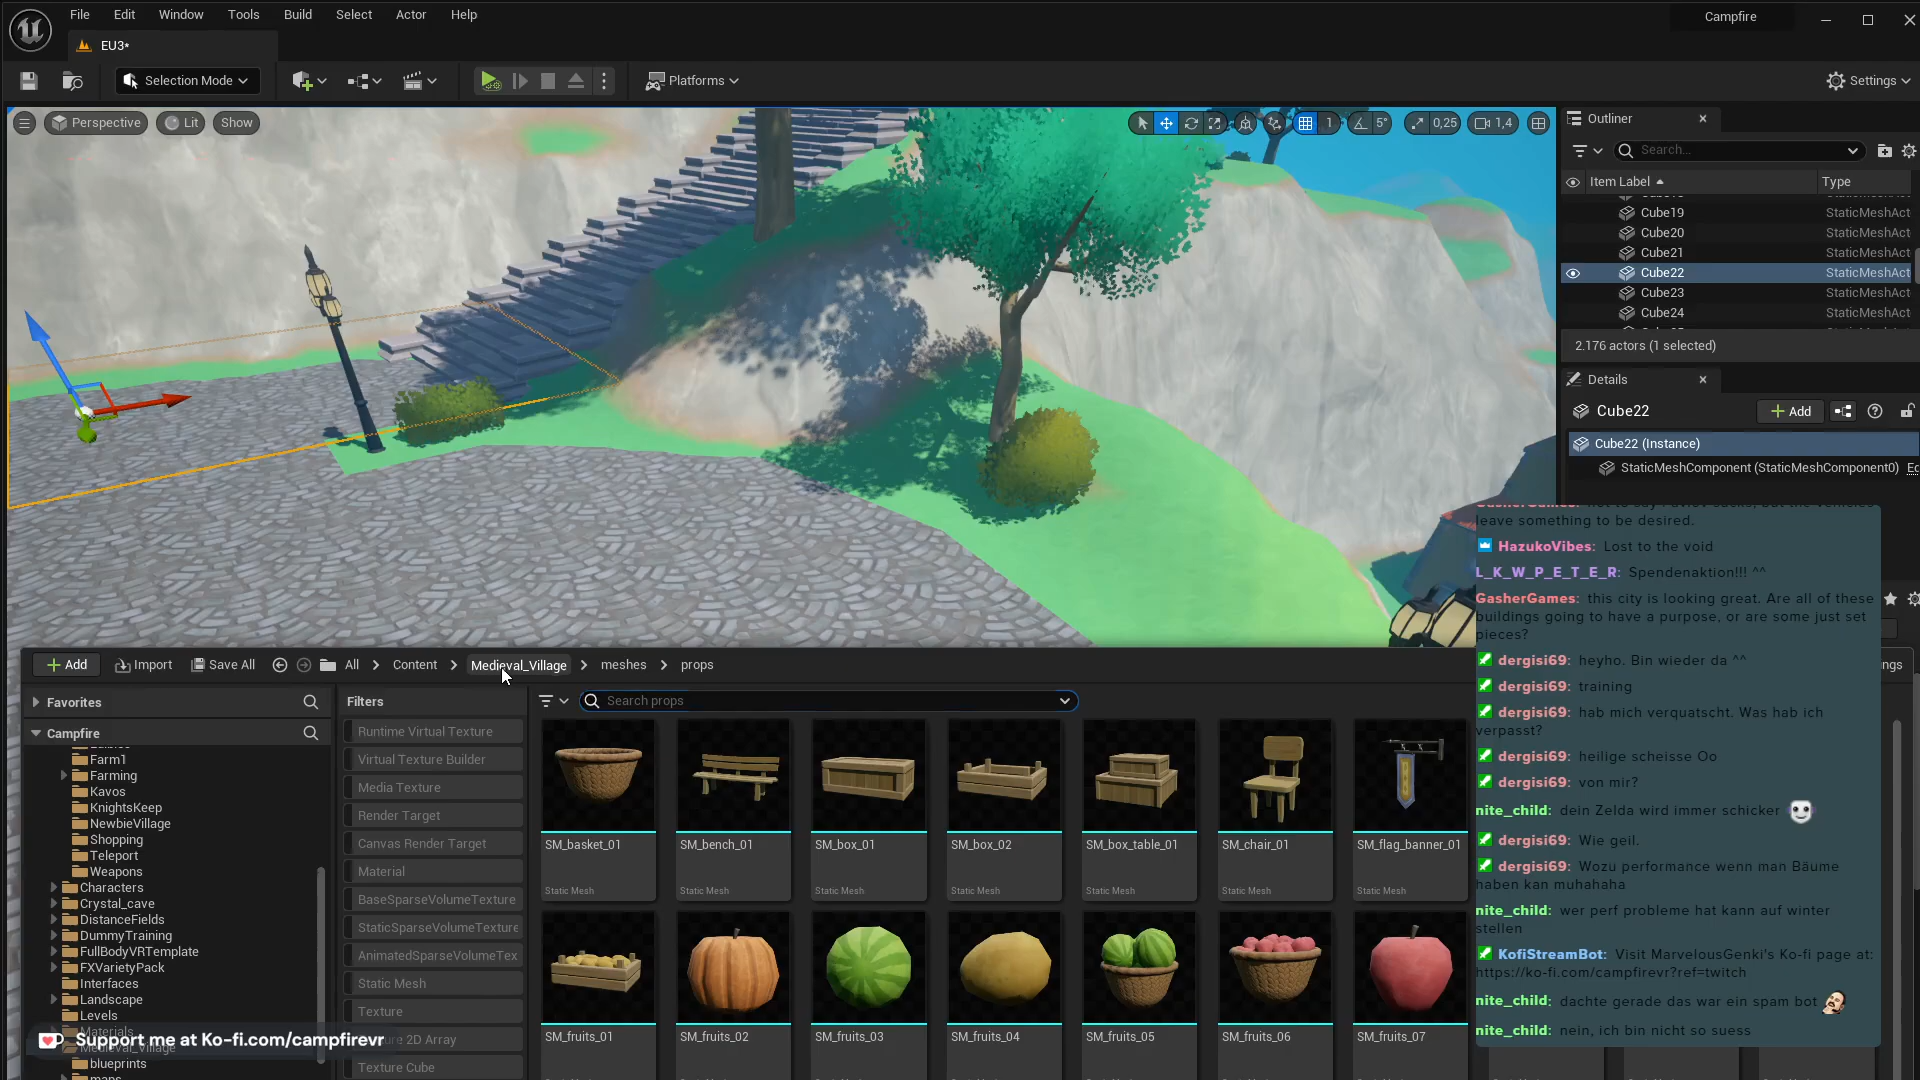 File Edit Window Tools Build Select Actor Help
Campfire
EU3*
Selection Mode
Platforms
Settings
Perspective Lit Show
1 5° 0,25 1,4
Outliner
Search...
Item Label Type
Cube19 StaticMeshAct
Cube20 StaticMeshAct
Cube21 StaticMeshAct
Cube22 StaticMeshAct
Cube23 StaticMeshAct
Cube24 StaticMeshAct
2.176 actors (1 selected)
Details
Cube22
Add
Cube22 (Instance)
StaticMeshComponent (StaticMeshComponent0)
leave something to be desired.
HazukoVibes: Lost to the void
L_K_W_P_E_T_E_R: Spendenaktion!!! ^^
GasherGames: this city is looking great. Are all of these
buildings going to have a purpose, or are some just set
pieces?
dergisi69: heyho. Bin wieder da ^^
dergisi69: training
dergisi69: hab mich verquatscht. Was hab ich
verpasst?
dergisi69: heilige scheisse Oo
dergisi69: von mir?
nite_child: dein Zelda wird immer schicker
dergisi69: Wie geil.
dergisi69: Wozu performance wenn man Bäume
haben kan muhahaha
nite_child: wer perf probleme hat kann auf winter
stellen
KofiStreamBot: Visit MarvelousGenki's Ko-fi page at:
https://ko-fi.com/campfirevr?ref=twitch
nite_child: dachte gerade das war ein spam bot
nite_child: nein, ich bin nicht so suess
Add Import Save All All Content Medieval_Village meshes props
Favorites
Campfire
Farm1
Farming
Kavos
KnightsKeep
NewbieVillage
Shopping
Teleport
Weapons
Characters
Crystal_cave
DistanceFields
DummyTraining
FullBodyVRTemplate
FXVarietyPack
Interfaces
Landscape
Levels
Materials
Medieval_Village
blueprints
maps
Support me at Ko-fi.com/campfirevr
Filters
Runtime Virtual Texture
Virtual Texture Builder
Media Texture
Render Target
Canvas Render Target
Material
BaseSparseVolumeTexture
StaticSparseVolumeTexture
AnimatedSparseVolumeTex
Static Mesh
Texture
2D Array
Texture Cube
Search props
SM_basket_01 SM_bench_01 SM_box_01 SM_box_02 SM_box_table_01 SM_chair_01 SM_flag_banner_01
Static Mesh Static Mesh Static Mesh Static Mesh Static Mesh Static Mesh Static Mesh
SM_fruits_01 SM_fruits_02 SM_fruits_03 SM_fruits_04 SM_fruits_05 SM_fruits_06 SM_fruits_07